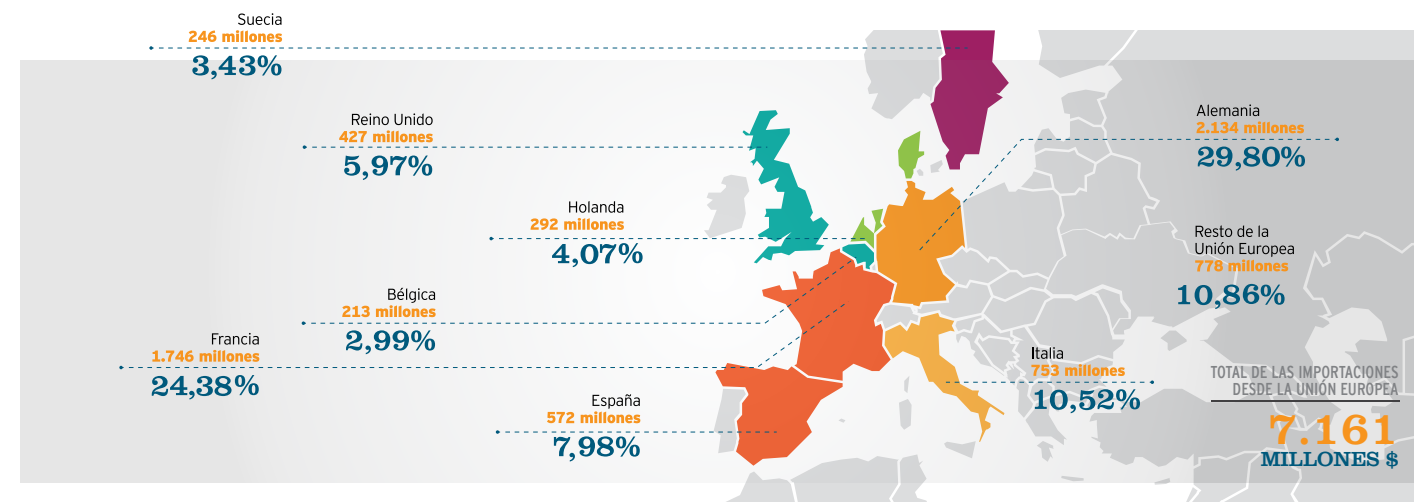 Suecia
246 millones
3,43%
Reino Unido
427 millones
5,97%
Holanda
292 millones
4,07%
Bélgica
213 millones
2,99%
Francia
1.746 millones
24,38%
España
572 millones
7,98%
Alemania
2.134 millones
29,80%
Resto de la
Unión Europea
778 millones
10,86%
Italia
753 millones
10,52%
TOTAL DE LAS IMPORTACIONES
DESDE LA UNIÓN EUROPEA
7.161
MILLONES $